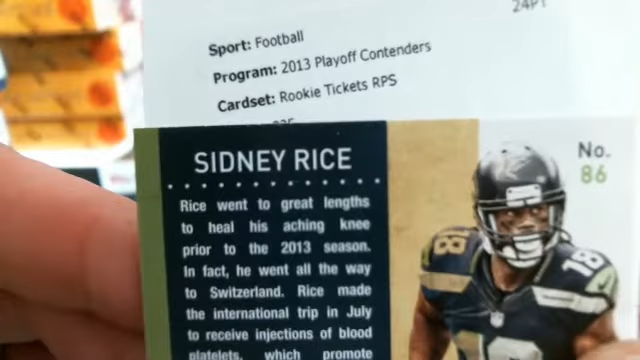 24PT
Sport: Football
Program: 2013 Playoff Contenders
Cardset: Rookie Tickets RPS
SIDNEY RICE
No.
86
Rice went to great lengths
to heal his aching knee
prior to the 2013 season.
In fact, he went all the way
to Switzerland. Rice made
the international trip in July
to receive injections of blood
platelets, which promote
18
18